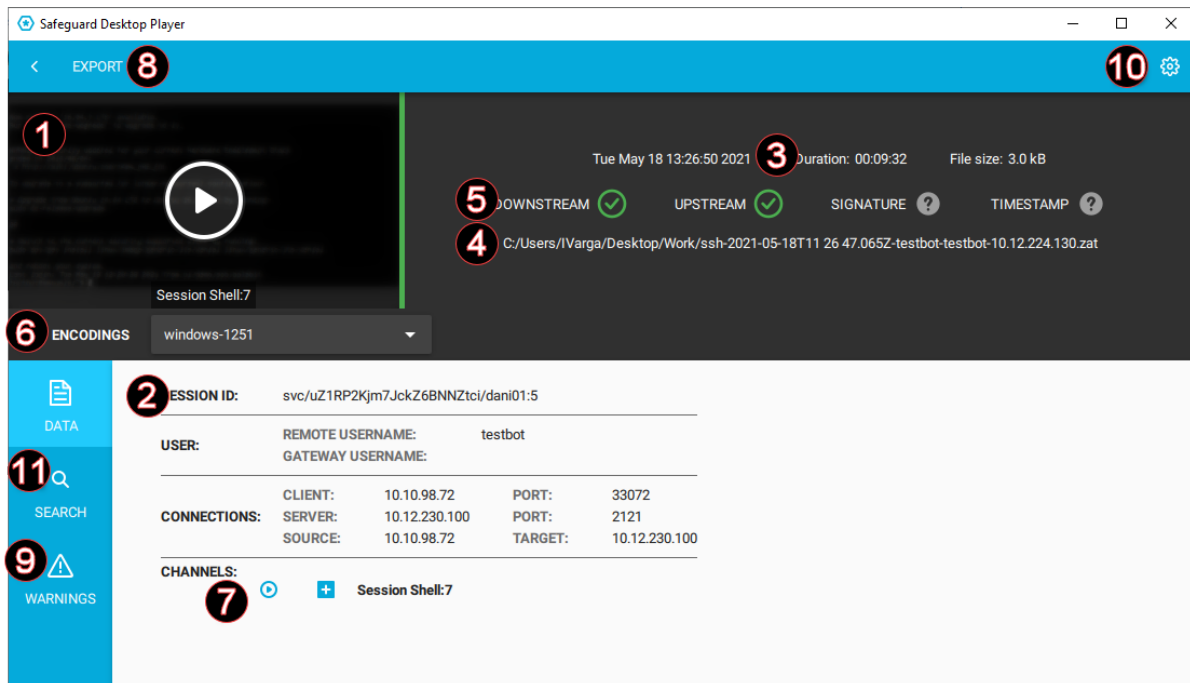 Safeguard Desktop Player
EXPORT 8
10
1
Tue May 18 13:26:50 2021 3 Duration: 00:09:32 File size: 3.0 kB
5 DOWNSTREAM UPSTREAM SIGNATURE ? TIMESTAMP ?
4 C:/Users/IVarga/Desktop/Work/ssh-2021-05-18T11 26 47.065Z-testbot-testbot-10.12.224.130.zat
Session Shell:7
6 ENCODINGS windows-1251
DATA
11
SEARCH
9
WARNINGS
2 SESSION ID: svc/uZ1RP2Kjm7JckZ6BNNZtci/dani01:5
USER: REMOTE USERNAME: testbot
GATEWAY USERNAME:
CLIENT: 10.10.98.72 PORT: 33072
CONNECTIONS: SERVER: 10.12.230.100 PORT: 2121
SOURCE: 10.10.98.72 TARGET: 10.12.230.100
CHANNELS:
7 Session Shell:7